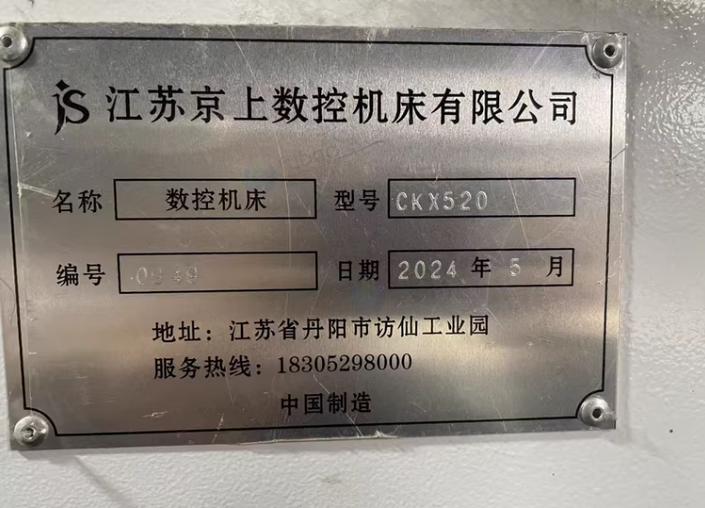 JS 江苏京上数控机床有限公司
名称 数控机床 型号 CKX520
编号 0949 日期 2024 年 5 月
地址：江苏省丹阳市访仙工业园
服务热线：18305298000
中国制造